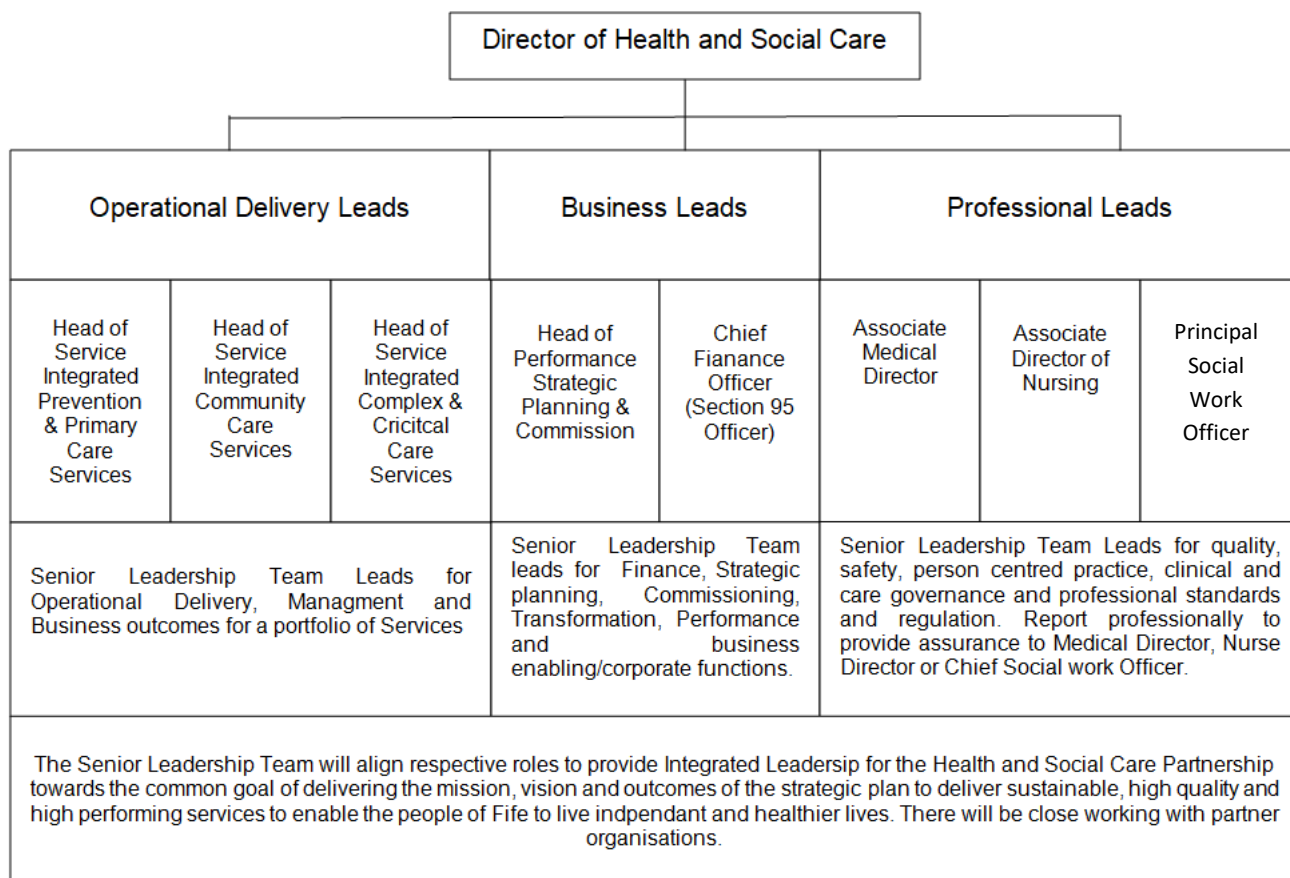 Director of Health and Social Care
Operational Delivery Leads
Business Leads
Professional Leads
Head of
Service
Integrated
Prevention
& Primary
Care
Services
Head of
Service
Integrated
Community
Care
Services
Head of
Service
Integrated
Complex &
Cricitcal
Care
Services
Head of
Performance
Strategic
Planning &
Commission
Chief
Fianance
Officer
(Section 95
Officer)
Associate
Medical
Director
Associate
Director of
Nursing
Principal
Social
Work
Officer
Senior Leadership Team Leads for
Operational Delivery, Managment and
Business outcomes for a portfolio of Services
Senior Leadership Team
leads for Finance, Strategic
planning, Commissioning,
Transformation, Performance
and business
enabling/corporate functions.
Senior Leadership Team Leads for quality,
safety, person centred practice, clinical and
care governance and professional standards
and regulation. Report professionally to
provide assurance to Medical Director, Nurse
Director or Chief Social work Officer.
The Senior Leadership Team will align respective roles to provide Integrated Leadersip for the Health and Social Care Partnership
towards the common goal of delivering the mission, vision and outcomes of the strategic plan to deliver sustainable, high quality and
high performing services to enable the people of Fife to live indpendant and healthier lives. There will be close working with partner
organisations.